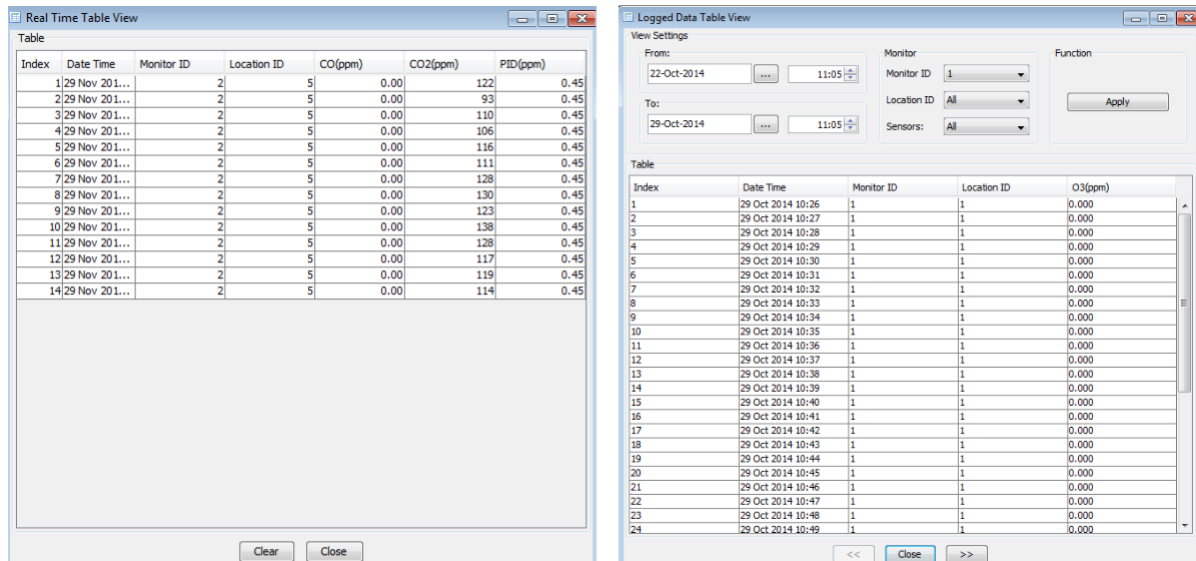 Real Time Table View
Table
Index Date Time Monitor ID Location ID CO(ppm) CO2(ppm) PID(ppm)
1 29 Nov 201... 2 5 0.00 122 0.45
2 29 Nov 201... 2 5 0.00 93 0.45
3 29 Nov 201... 2 5 0.00 110 0.45
4 29 Nov 201... 2 5 0.00 106 0.45
5 29 Nov 201... 2 5 0.00 116 0.45
6 29 Nov 201... 2 5 0.00 111 0.45
7 29 Nov 201... 2 5 0.00 128 0.45
8 29 Nov 201... 2 5 0.00 130 0.45
9 29 Nov 201... 2 5 0.00 123 0.45
10 29 Nov 201... 2 5 0.00 138 0.45
11 29 Nov 201... 2 5 0.00 128 0.45
12 29 Nov 201... 2 5 0.00 117 0.45
13 29 Nov 201... 2 5 0.00 119 0.45
14 29 Nov 201... 2 5 0.00 114 0.45
Clear Close
Logged Data Table View
View Settings
From: Monitor Function
22-Oct-2014 ... 11:05 Monitor ID 1
To: Location ID All Apply
29-Oct-2014 ... 11:05 Sensors: All
Table
Index Date Time Monitor ID Location ID O3(ppm)
1 29 Oct 2014 10:26 1 1 0.000
2 29 Oct 2014 10:27 1 1 0.000
3 29 Oct 2014 10:28 1 1 0.000
4 29 Oct 2014 10:29 1 1 0.000
5 29 Oct 2014 10:30 1 1 0.000
6 29 Oct 2014 10:31 1 1 0.000
7 29 Oct 2014 10:32 1 1 0.000
8 29 Oct 2014 10:33 1 1 0.000
9 29 Oct 2014 10:34 1 1 0.000
10 29 Oct 2014 10:35 1 1 0.000
11 29 Oct 2014 10:36 1 1 0.000
12 29 Oct 2014 10:37 1 1 0.000
13 29 Oct 2014 10:38 1 1 0.000
14 29 Oct 2014 10:39 1 1 0.000
15 29 Oct 2014 10:40 1 1 0.000
16 29 Oct 2014 10:41 1 1 0.000
17 29 Oct 2014 10:42 1 1 0.000
18 29 Oct 2014 10:43 1 1 0.000
19 29 Oct 2014 10:44 1 1 0.000
20 29 Oct 2014 10:45 1 1 0.000
21 29 Oct 2014 10:46 1 1 0.000
22 29 Oct 2014 10:47 1 1 0.000
23 29 Oct 2014 10:48 1 1 0.000
24 29 Oct 2014 10:49 1 1 0.000
<< Close >>